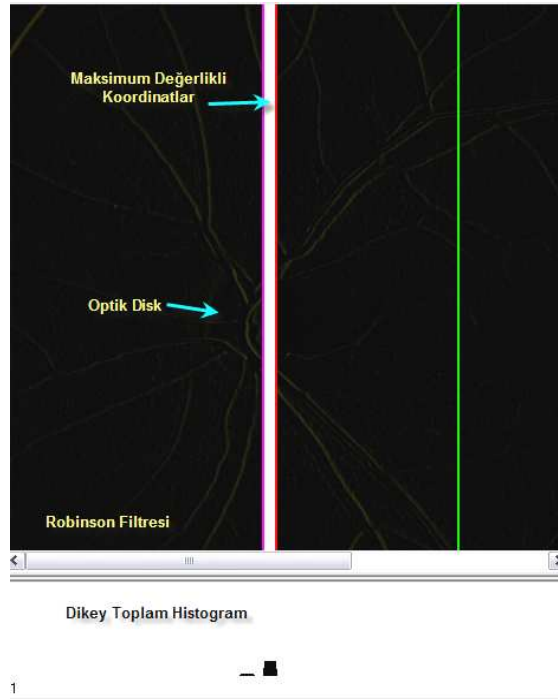 Maksimum Değerlikli
Koordinatlar
Optik Disk
Robinson Filtresi
Dikey Toplam Histogram
1